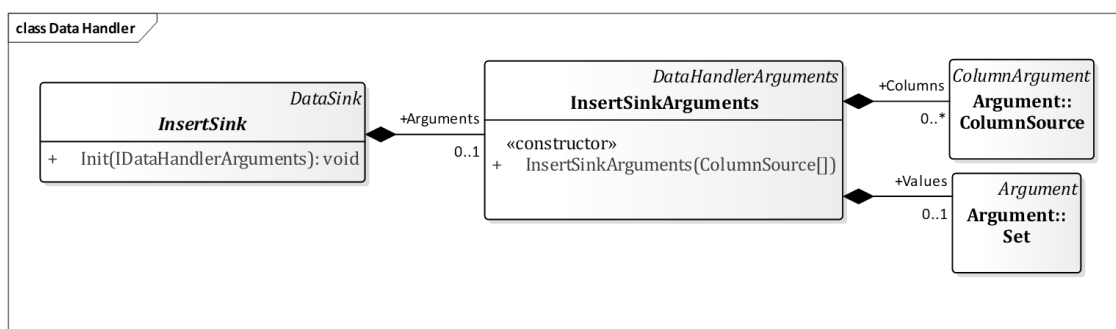 class Data Handler
DataSink
InsertSink
+ Init(IDataHandlerArguments): void
+Arguments
0..1
DataHandlerArguments
InsertSinkArguments
«constructor»
+ InsertSinkArguments(ColumnSource[])
+Columns
0..*
ColumnArgument
Argument::
ColumnSource
+Values
0..1
Argument
Argument::
Set